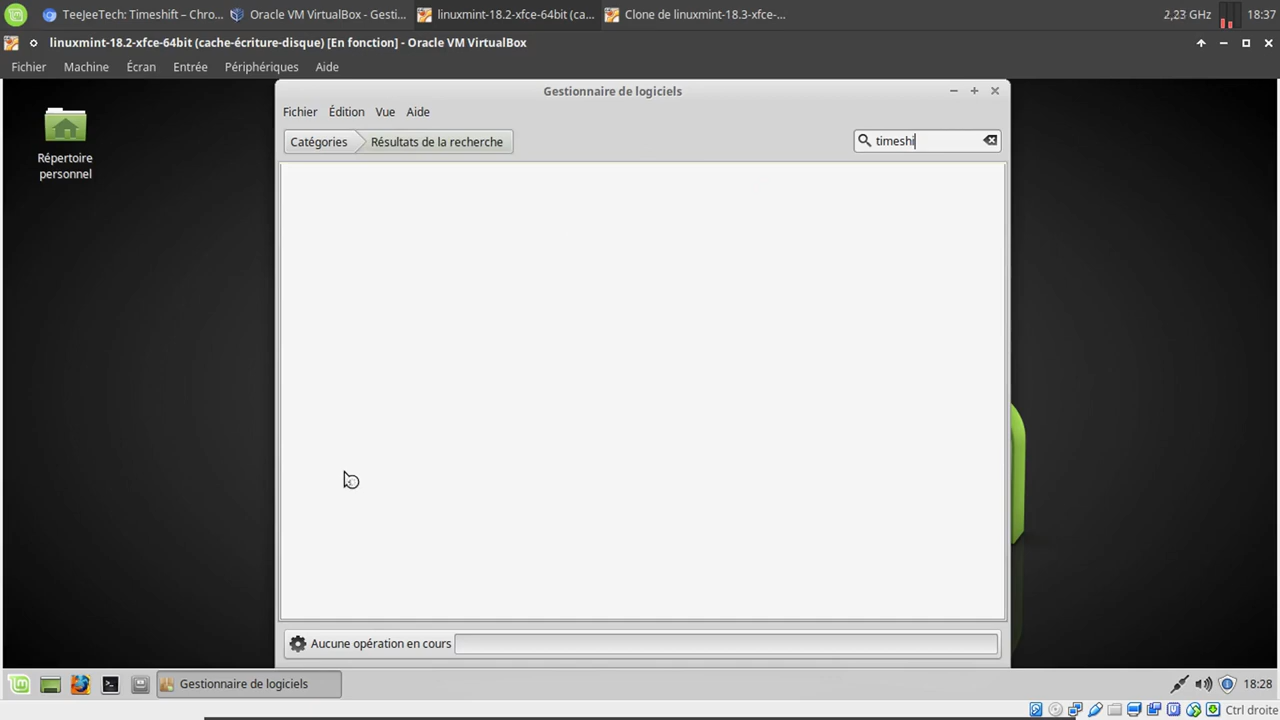 TeeJeeTech: Timeshift – Chro...
Oracle VM VirtualBox - Gesti...
linuxmint-18.2-xfce-64bit (ca...
Clone de linuxmint-18.3-xfce-...
2,23 GHz
18:37
linuxmint-18.2-xfce-64bit (cache-écriture-disque) [En fonction] - Oracle VM VirtualBox
Fichier Machine Écran Entrée Périphériques Aide
Répertoire
personnel
Gestionnaire de logiciels
Fichier Édition Vue Aide
Catégories
Résultats de la recherche
timeshi
Aucune opération en cours
Gestionnaire de logiciels
18:28
Ctrl droite